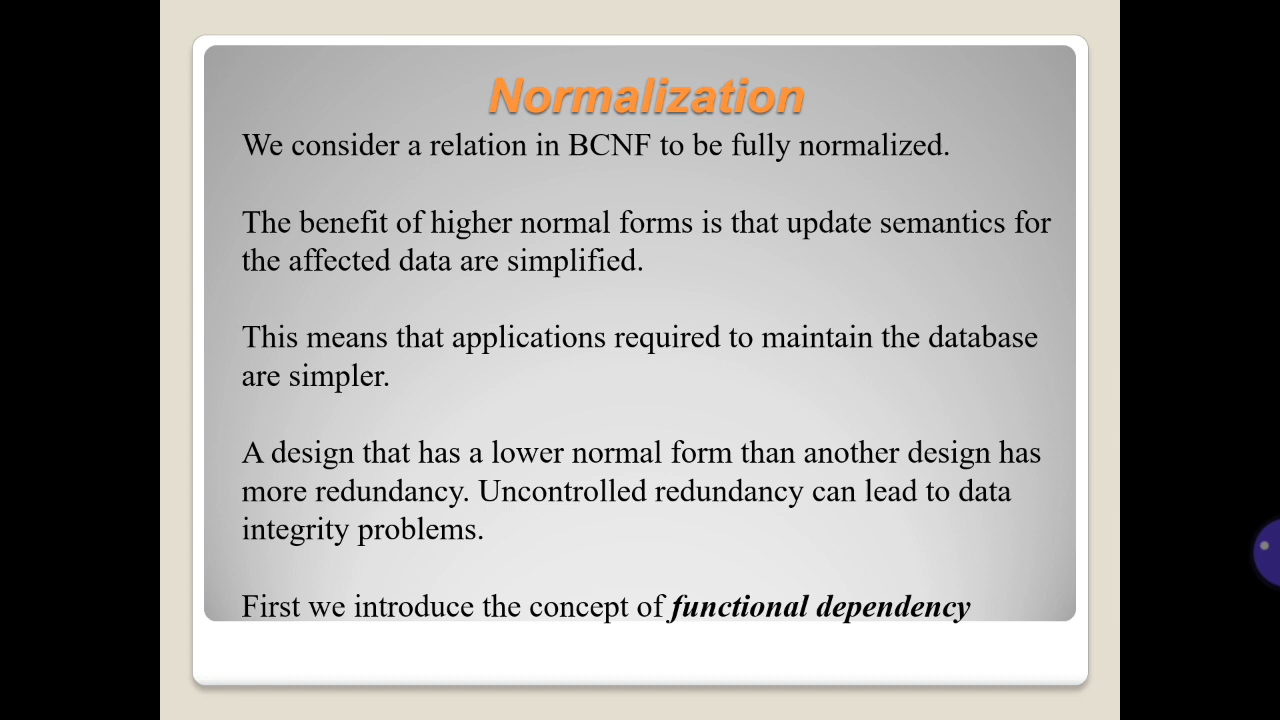 Normalization
We consider a relation in BCNF to be fully normalized.
The benefit of higher normal forms is that update semantics for
the affected data are simplified.
This means that applications required to maintain the database
are simpler.
A design that has a lower normal form than another design has
more redundancy. Uncontrolled redundancy can lead to data
integrity problems.
First we introduce the concept of functional dependency